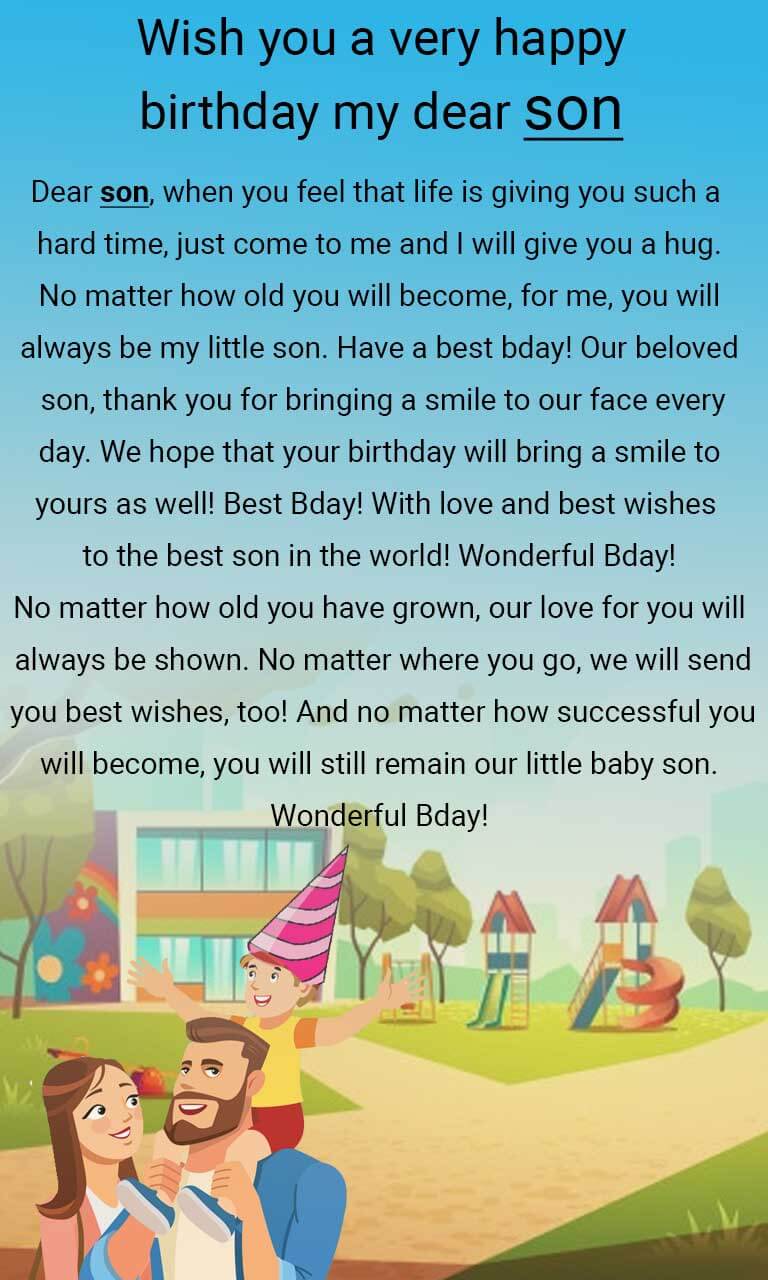 Wish you a very happy
birthday my dear son
Dear son, when you feel that life is giving you such a
hard time, just come to me and I will give you a hug.
No matter how old you will become, for me, you will
always be my little son. Have a best bday! Our beloved
son, thank you for bringing a smile to our face every
day. We hope that your birthday will bring a smile to
yours as well! Best Bday! With love and best wishes
to the best son in the world! Wonderful Bday!
No matter how old you have grown, our love for you will
always be shown. No matter where you go, we will send
you best wishes, too! And no matter how successful you
will become, you will still remain our little baby son.
Wonderful Bday!